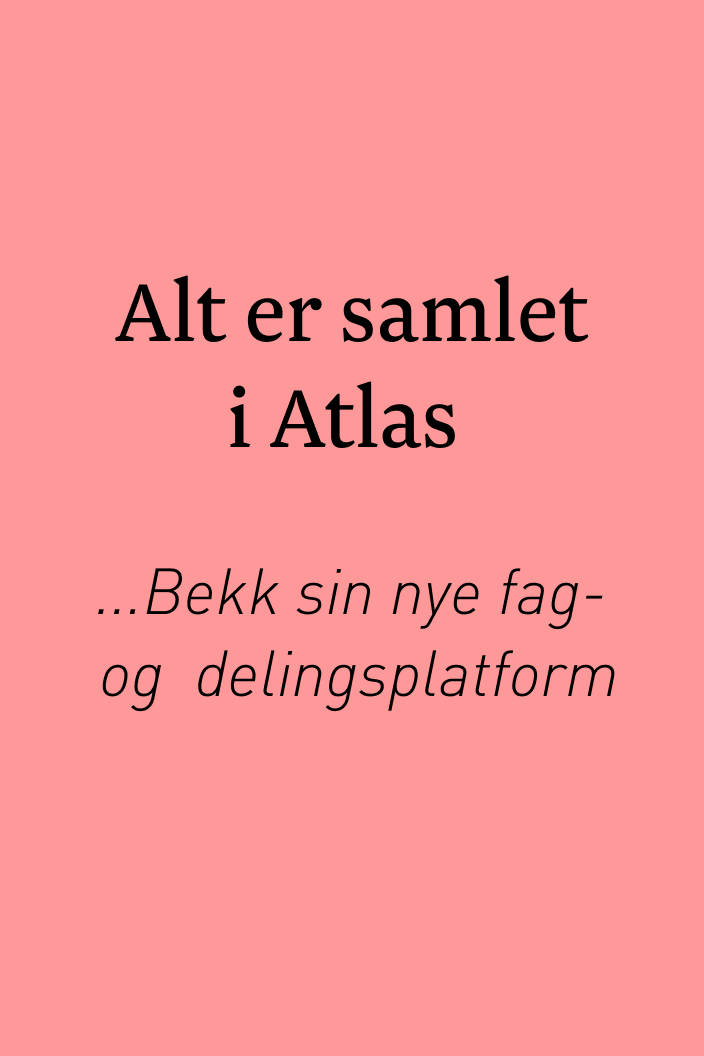 Alt er samlet
i Atlas
...Bekk sin nye fag-
og delingsplatform